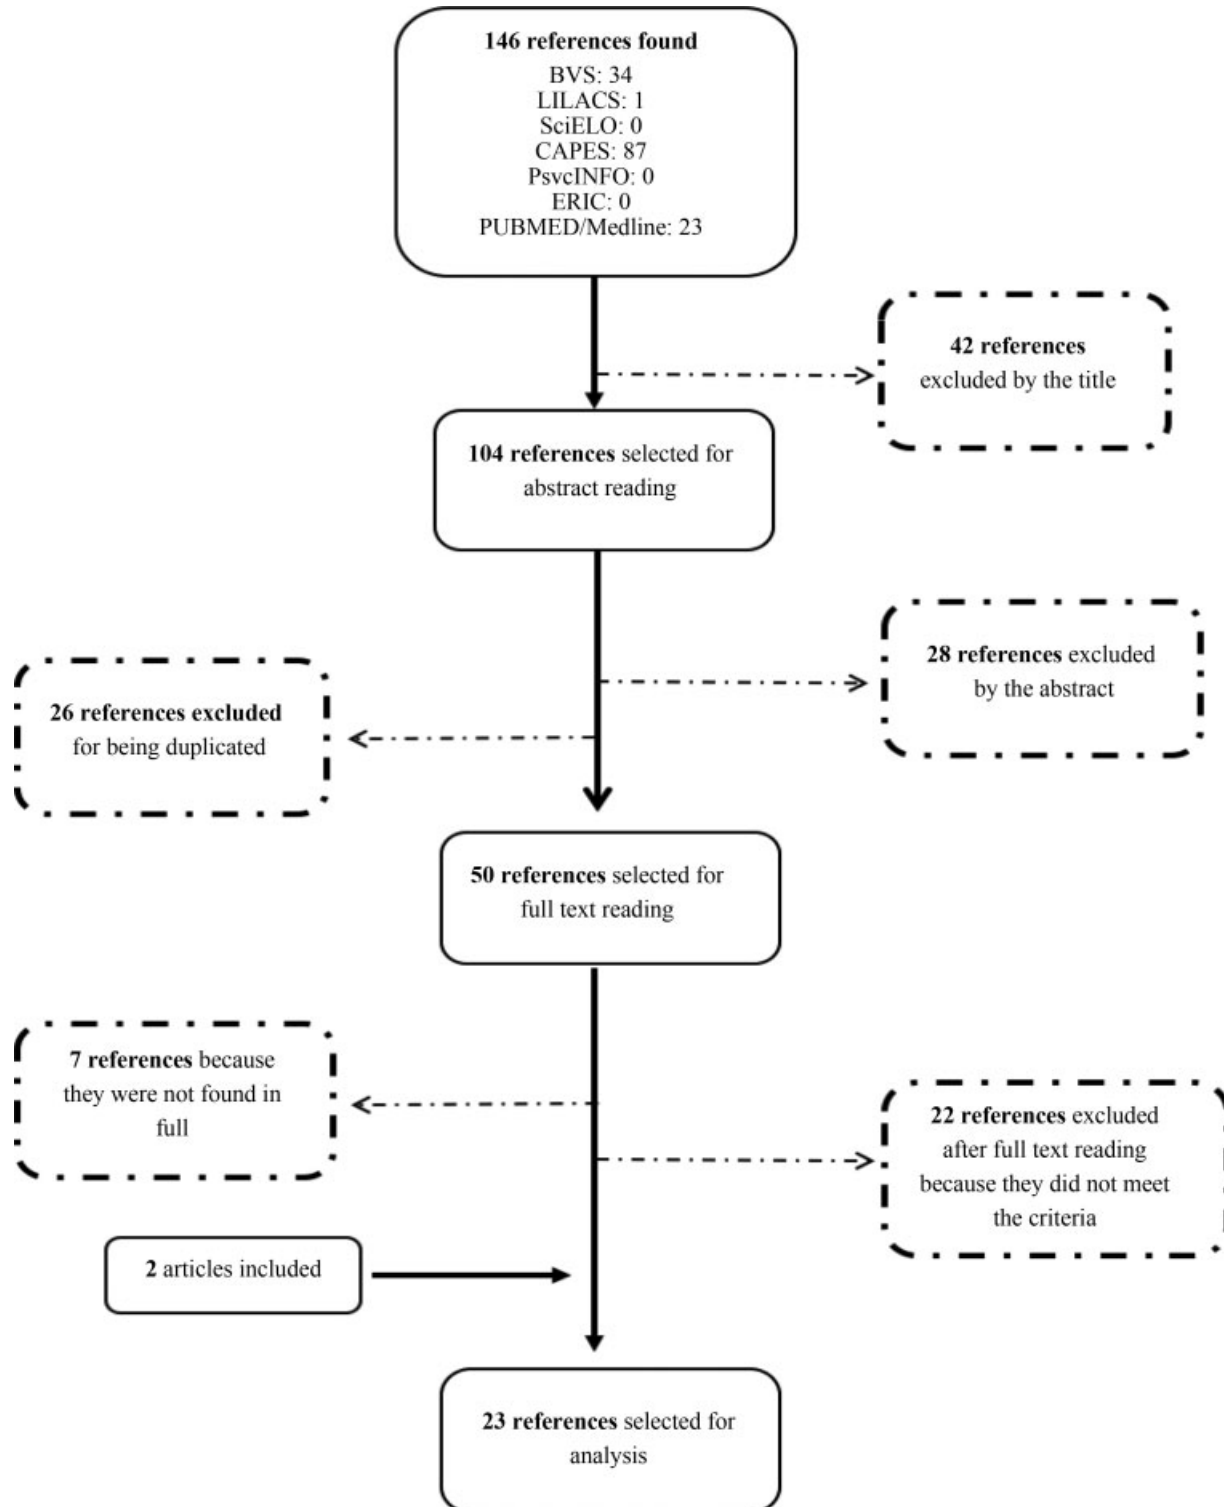 146 references found
BVS: 34
LILACS: 1
SciELO: 0
CAPES: 87
PsvcINFO: 0
ERIC: 0
PUBMED/Medline: 23
42 references
excluded by the title
104 references selected for
abstract reading
28 references excluded
by the abstract
26 references excluded
for being duplicated
50 references selected for
full text reading
7 references because
they were not found in
full
22 references excluded
after full text reading
because they did not meet
the criteria
2 articles included
23 references selected for
analysis